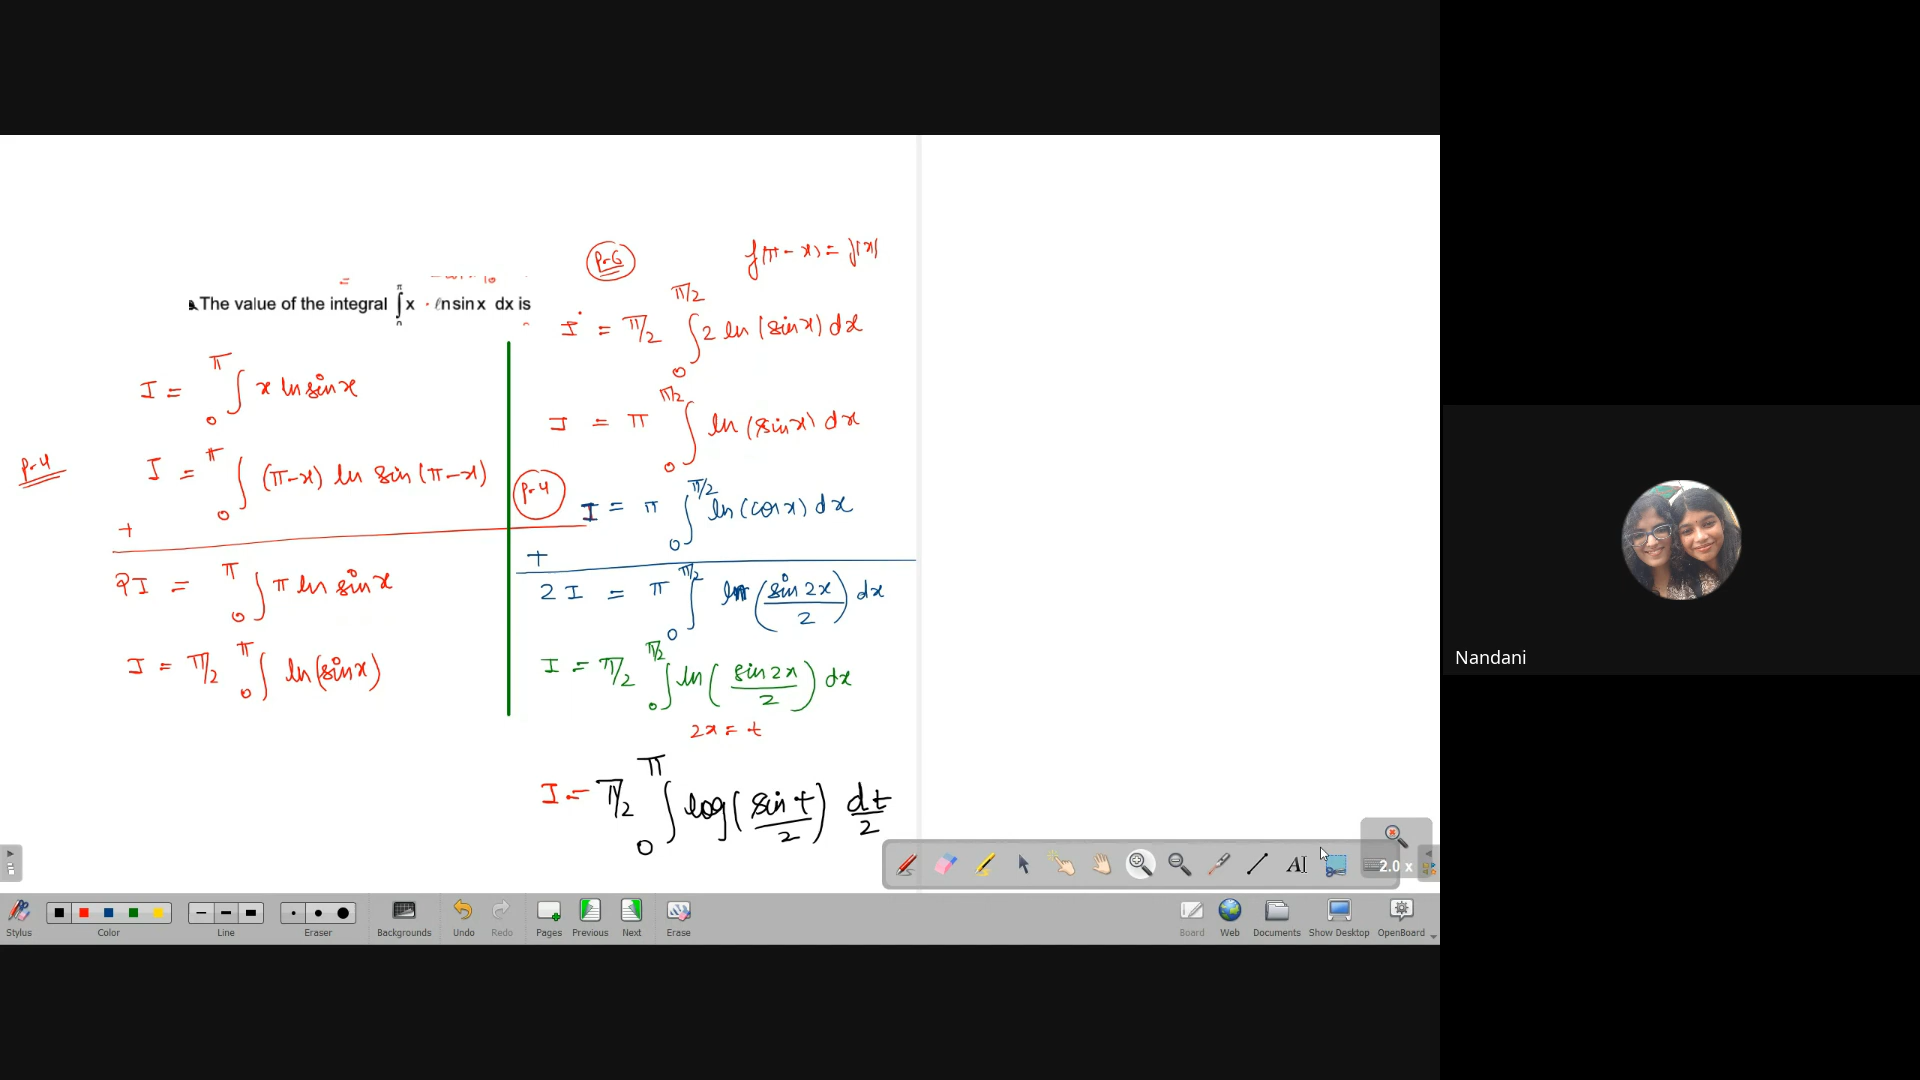 The value of the integral ∫₀^π x · ℓn sin x dx is
I = ₀^π∫ x ln sin x
Pr-4
I = ₀^π∫ (π-x) ln sin (π-x)
+
2I = ₀^π∫ π ln sin x
I = π/2 ₀^π∫ ln(sin x)
Pr-6
f(π-x) = f(x)
I = π/2 ₀^π/2∫ 2 ln (sin x) dx
I = π ₀^π/2∫ ln (sin x) dx
Pr-4
I = π ₀^π/2∫ ln (cos x) dx
+
2I = π ₀^π/2∫ ln (sin 2x / 2) dx
I = π/2 ₀^π/2∫ ln (sin 2x / 2) dx
2x = t
I = π/2 ₀^π∫ log (sin t / 2) dt/2
Nandani
2.0 x
Stylus Color Line Eraser Backgrounds Undo Redo Pages Previous Next Erase Board Web Documents Show Desktop OpenBoard